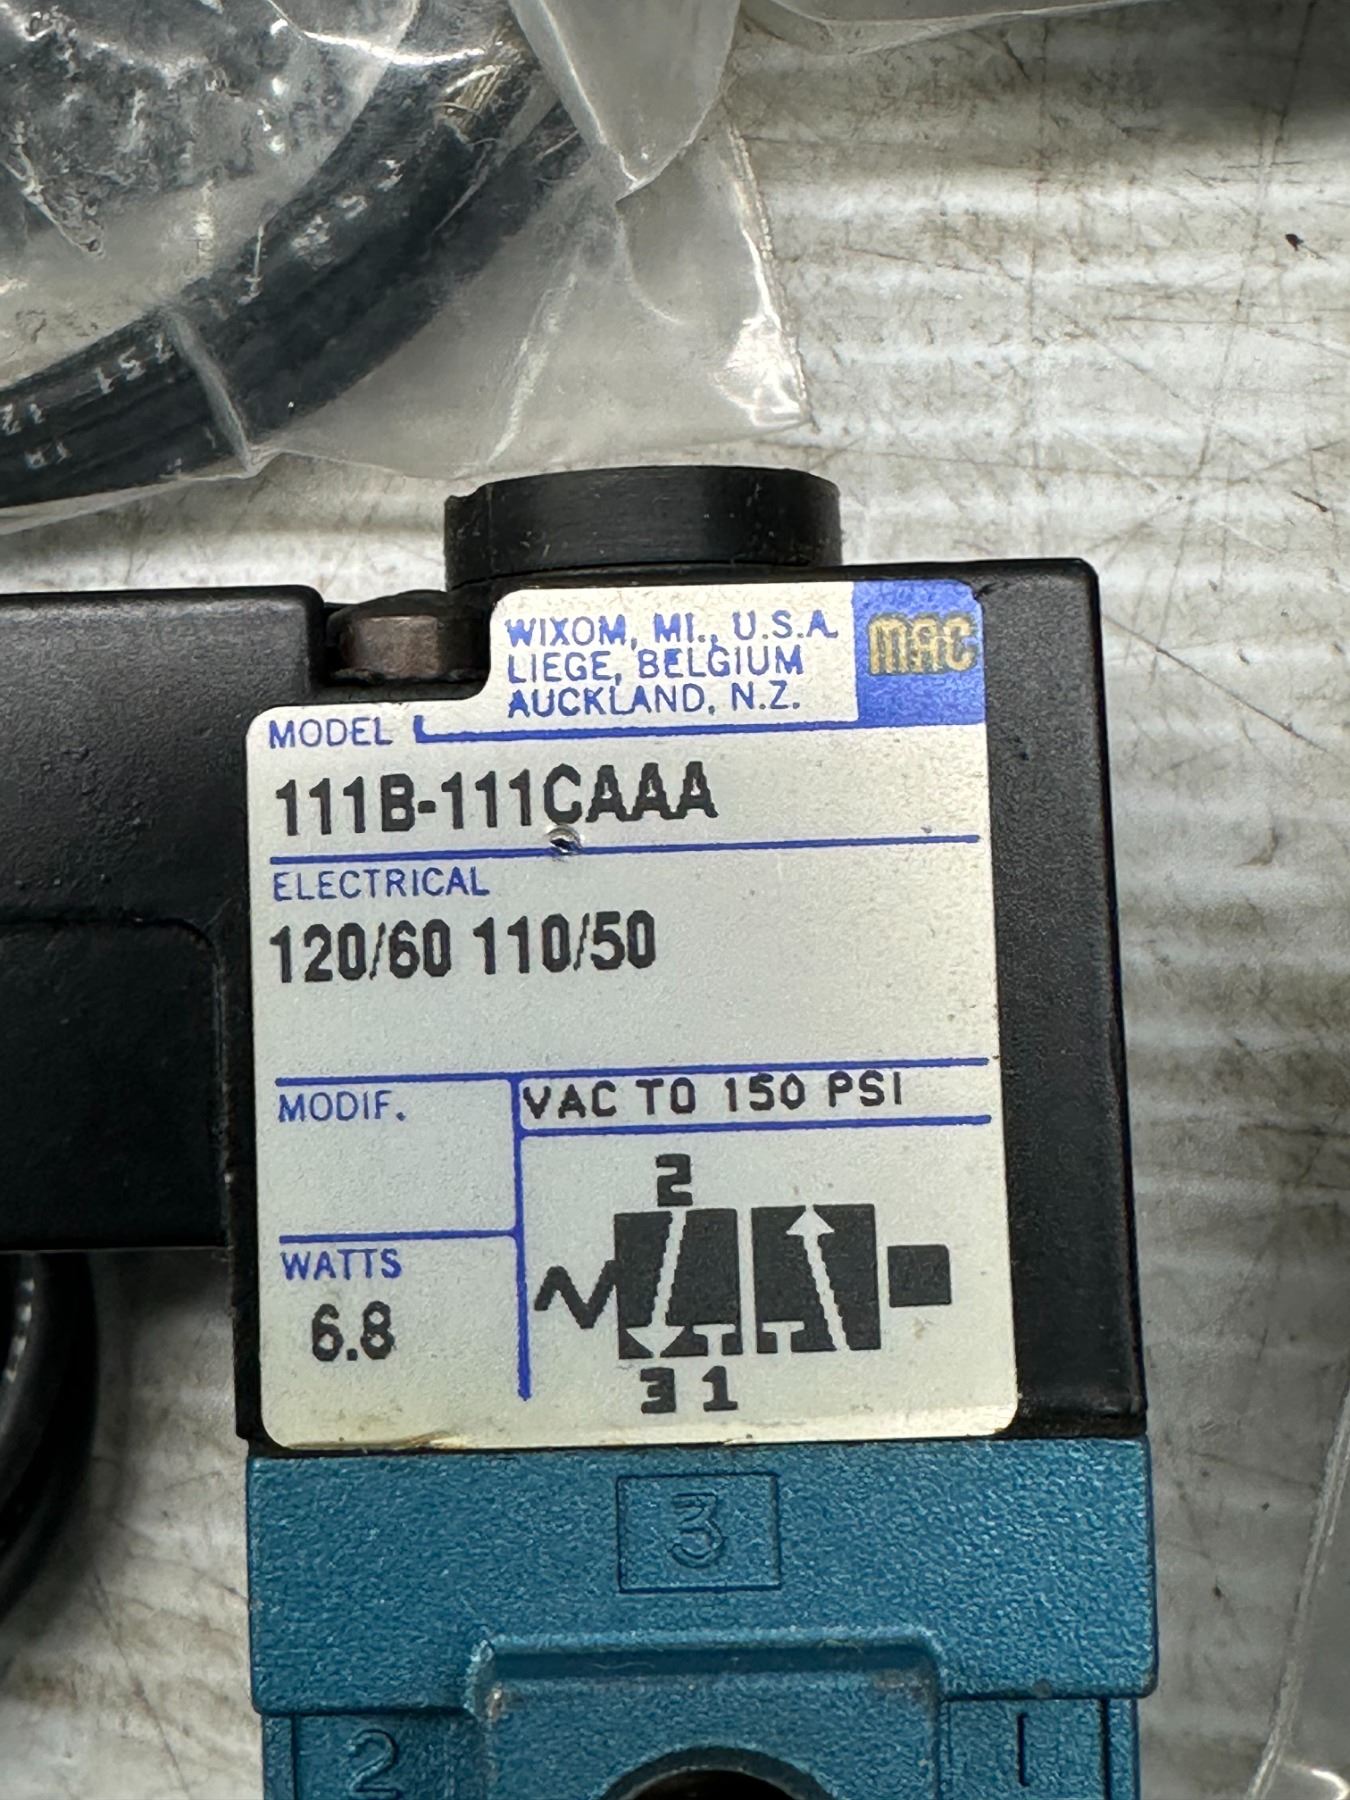 WIXOM, MI., U.S.A.
LIEGE, BELGIUM
AUCKLAND, N.Z.
MAC
MODEL
111B-111CAAA
ELECTRICAL
120/60 110/50
MODIF.
VAC TO 150 PSI
WATTS
6.8
2
3 1
3
2
1